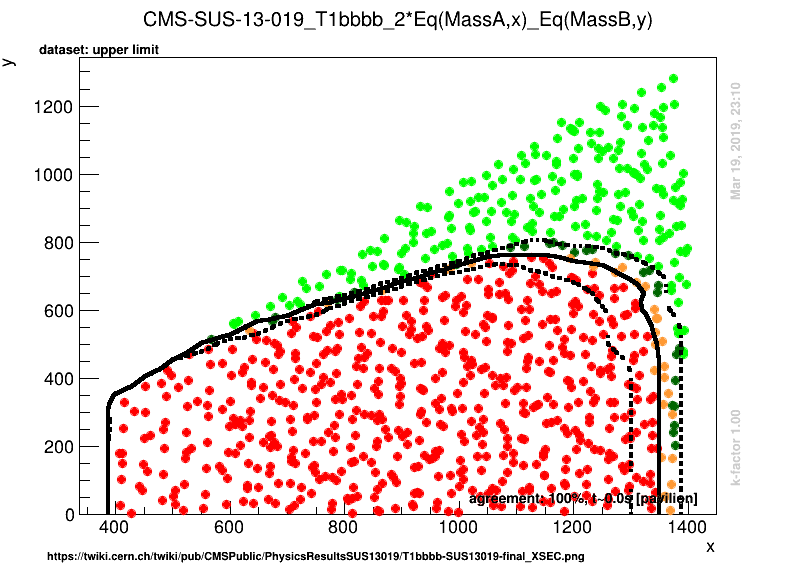 CMS-SUS-13-019_T1bbbb_2*Eq(MassA,x)_Eq(MassB,y)
dataset: upper limit
y
1200
1000
800
600
400
200
0
400
600
800
1000
1200
1400
x
agreement: 100%, t~0.0s [pavilion]
Mar 19, 2019, 23:10
k-factor 1.00
https://twiki.cern.ch/twiki/pub/CMSPublic/PhysicsResultsSUS13019/T1bbbb-SUS13019-final_XSEC.png